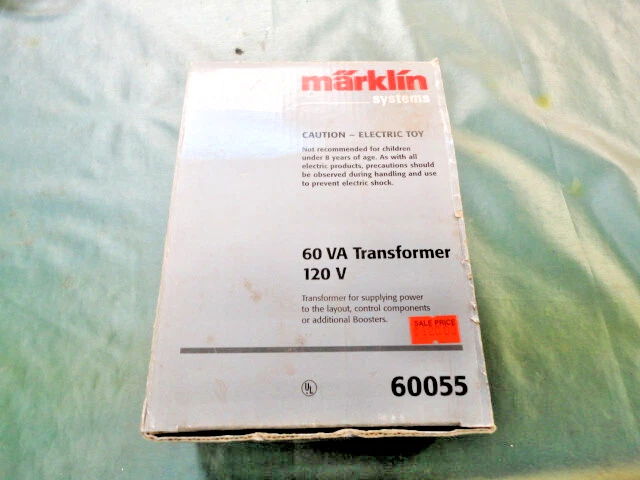 märklín
systems
CAUTION – ELECTRIC TOY
Not recommended for children
under 8 years of age. As with all
electric products, precautions should
be observed during handling and use
to prevent electric shock.
60 VA Transformer
120 V
Transformer for supplying power
to the layout, control components
or additional Boosters.
SALE PRICE
UL
60055